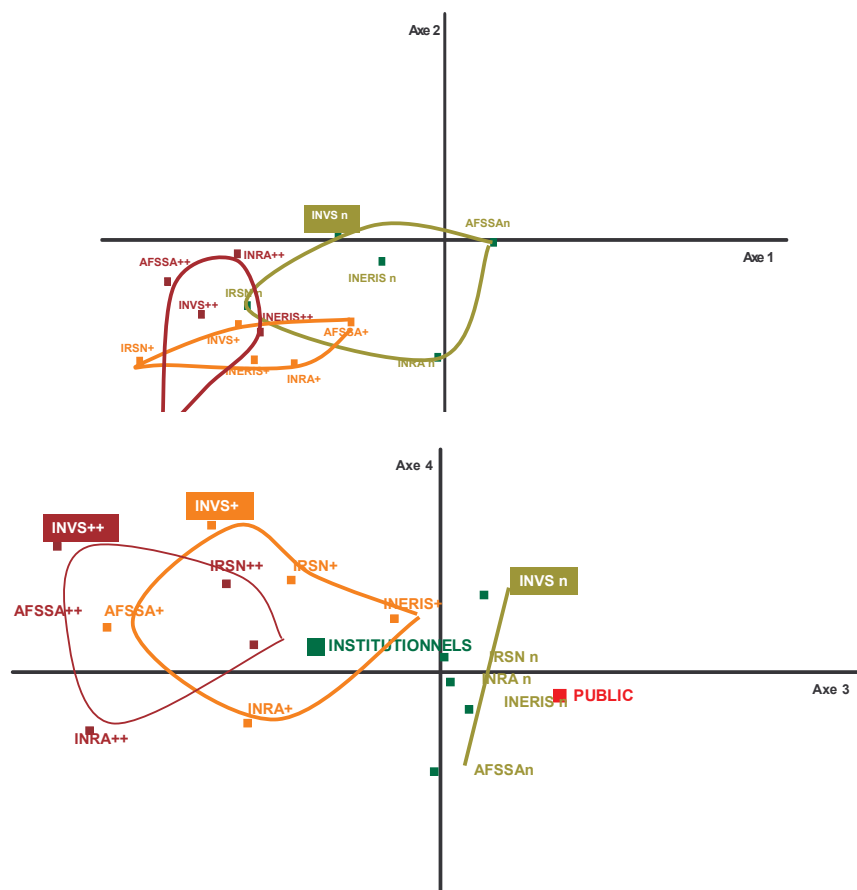 Axe 2
INVS n
AFSSAn
Axe 1
INRA++
AFSSA++
INERIS n
IRSN n
INVS++
INERIS++
AFSSA+
INVS+
IRSN+
INERIS+
INRA+
INRA n
Axe 4
INVS+
INVS++
IRSN++
IRSN+
INVS n
AFSSA++
AFSSA+
INERIS+
INSTITUTIONNELS
IRSN n
INRA n
Axe 3
INERIS n
PUBLIC
INRA+
INRA++
AFSSAn